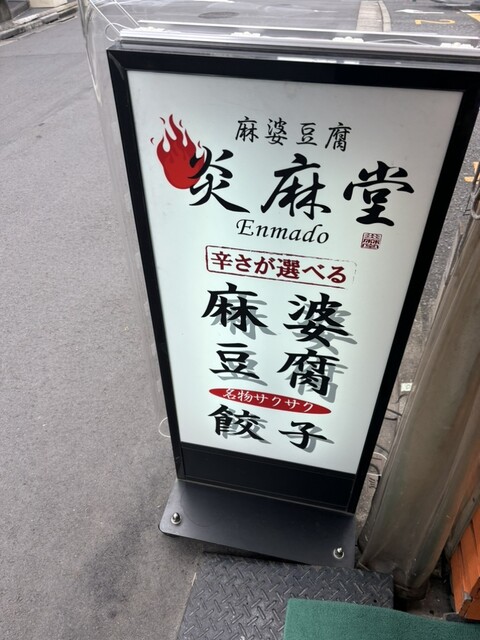 麻婆豆腐
炎麻堂
Enmado
辛さが選べる
麻婆
豆腐
名物サクサク
餃子